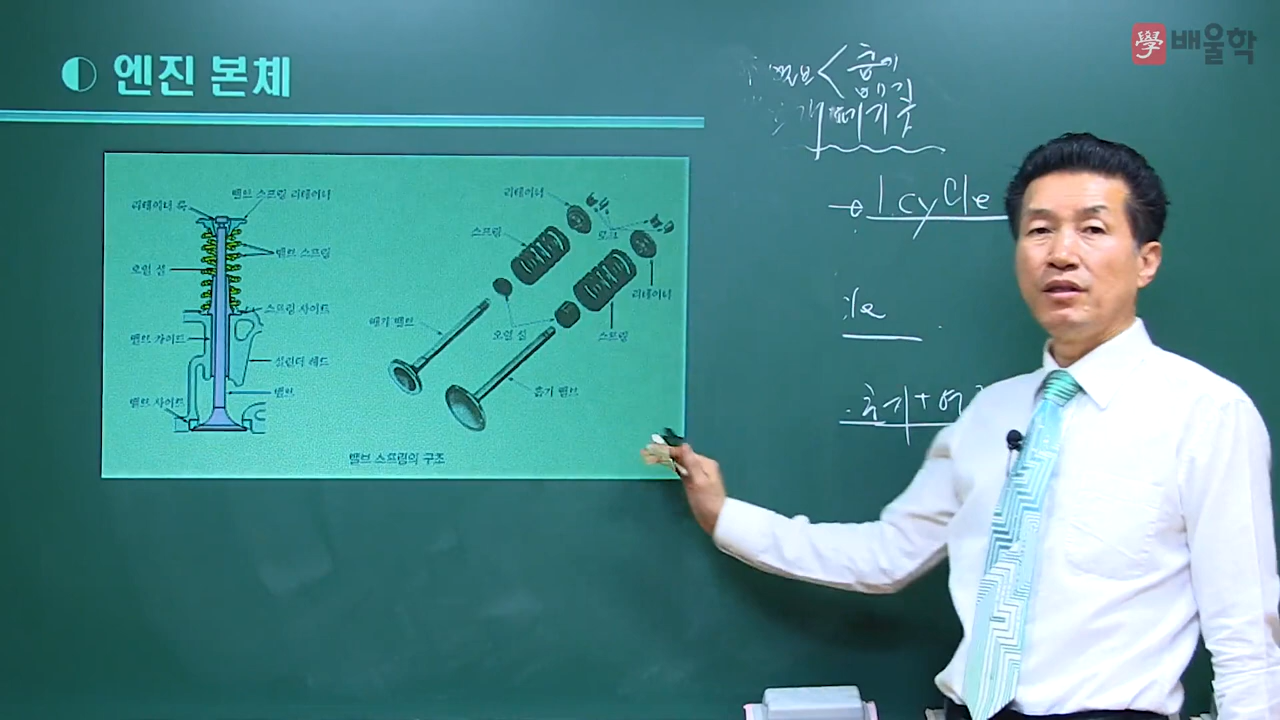 엔진 본체
學 배울학
밸브 스프링 리테이너
리테이너 록
밸브 스프링
오일 실
스프링 시이트
밸브 가이드
실린더 헤드
밸브
밸브 시이트
리테이너
스프링
로크
리테이너
배기 밸브
오일 실
스프링
흡기 밸브
밸브 스프링의 구조
1 cycle